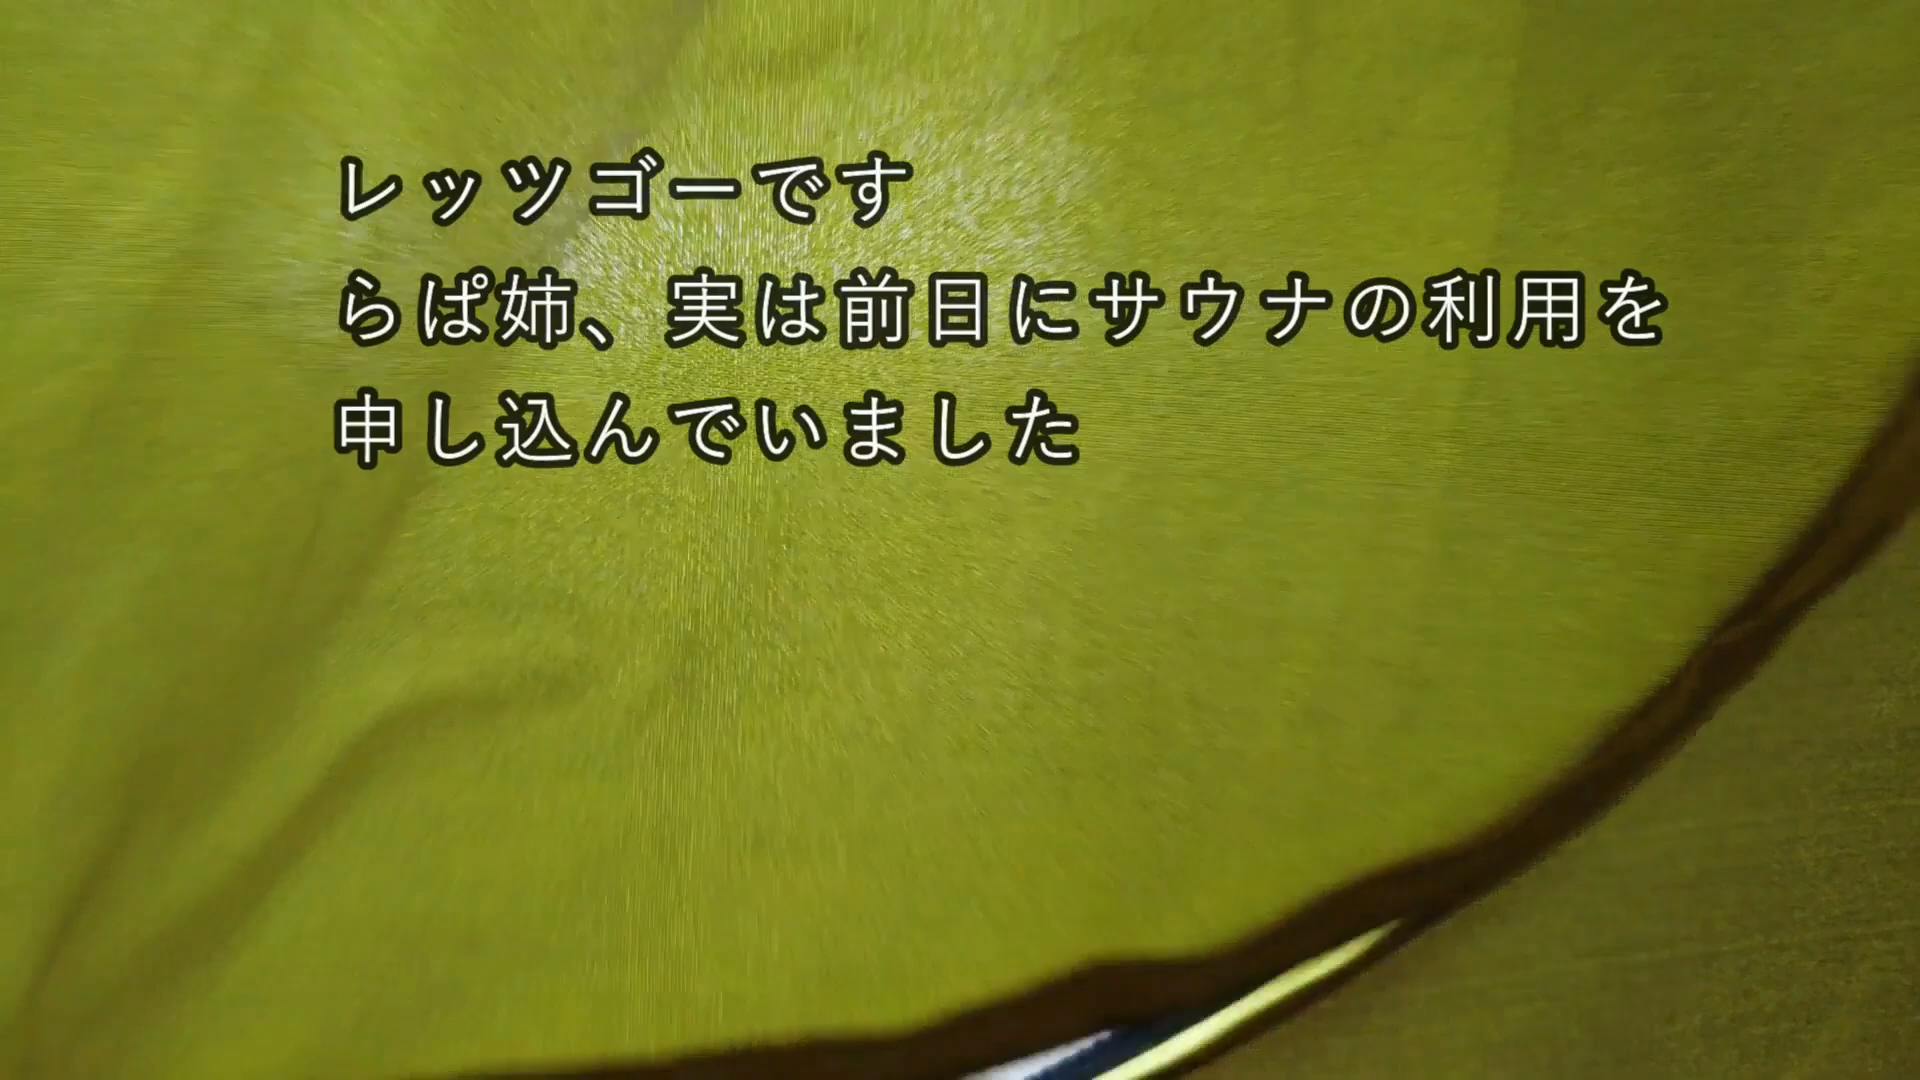 レッツゴーです
らぱ姉、実は前日にサウナの利用を
申し込んでいました